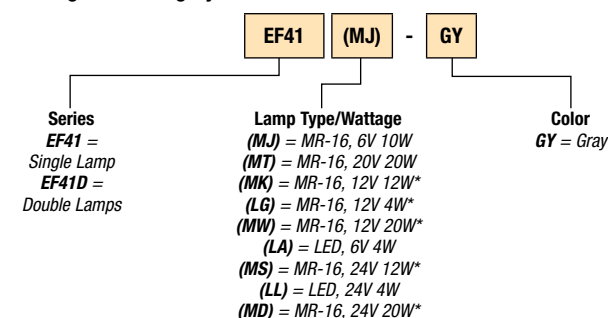 EF41 (MJ) - GY
Series
EF41 =
Single Lamp
EF41D =
Double Lamps
Lamp Type/Wattage
(MJ) = MR-16, 6V 10W
(MT) = MR-16, 20V 20W
(MK) = MR-16, 12V 12W*
(LG) = MR-16, 12V 4W*
(MW) = MR-16, 12V 20W*
(LA) = LED, 6V 4W
(MS) = MR-16, 24V 12W*
(LL) = LED, 24V 4W
(MD) = MR-16, 24V 20W*
Color
GY = Gray